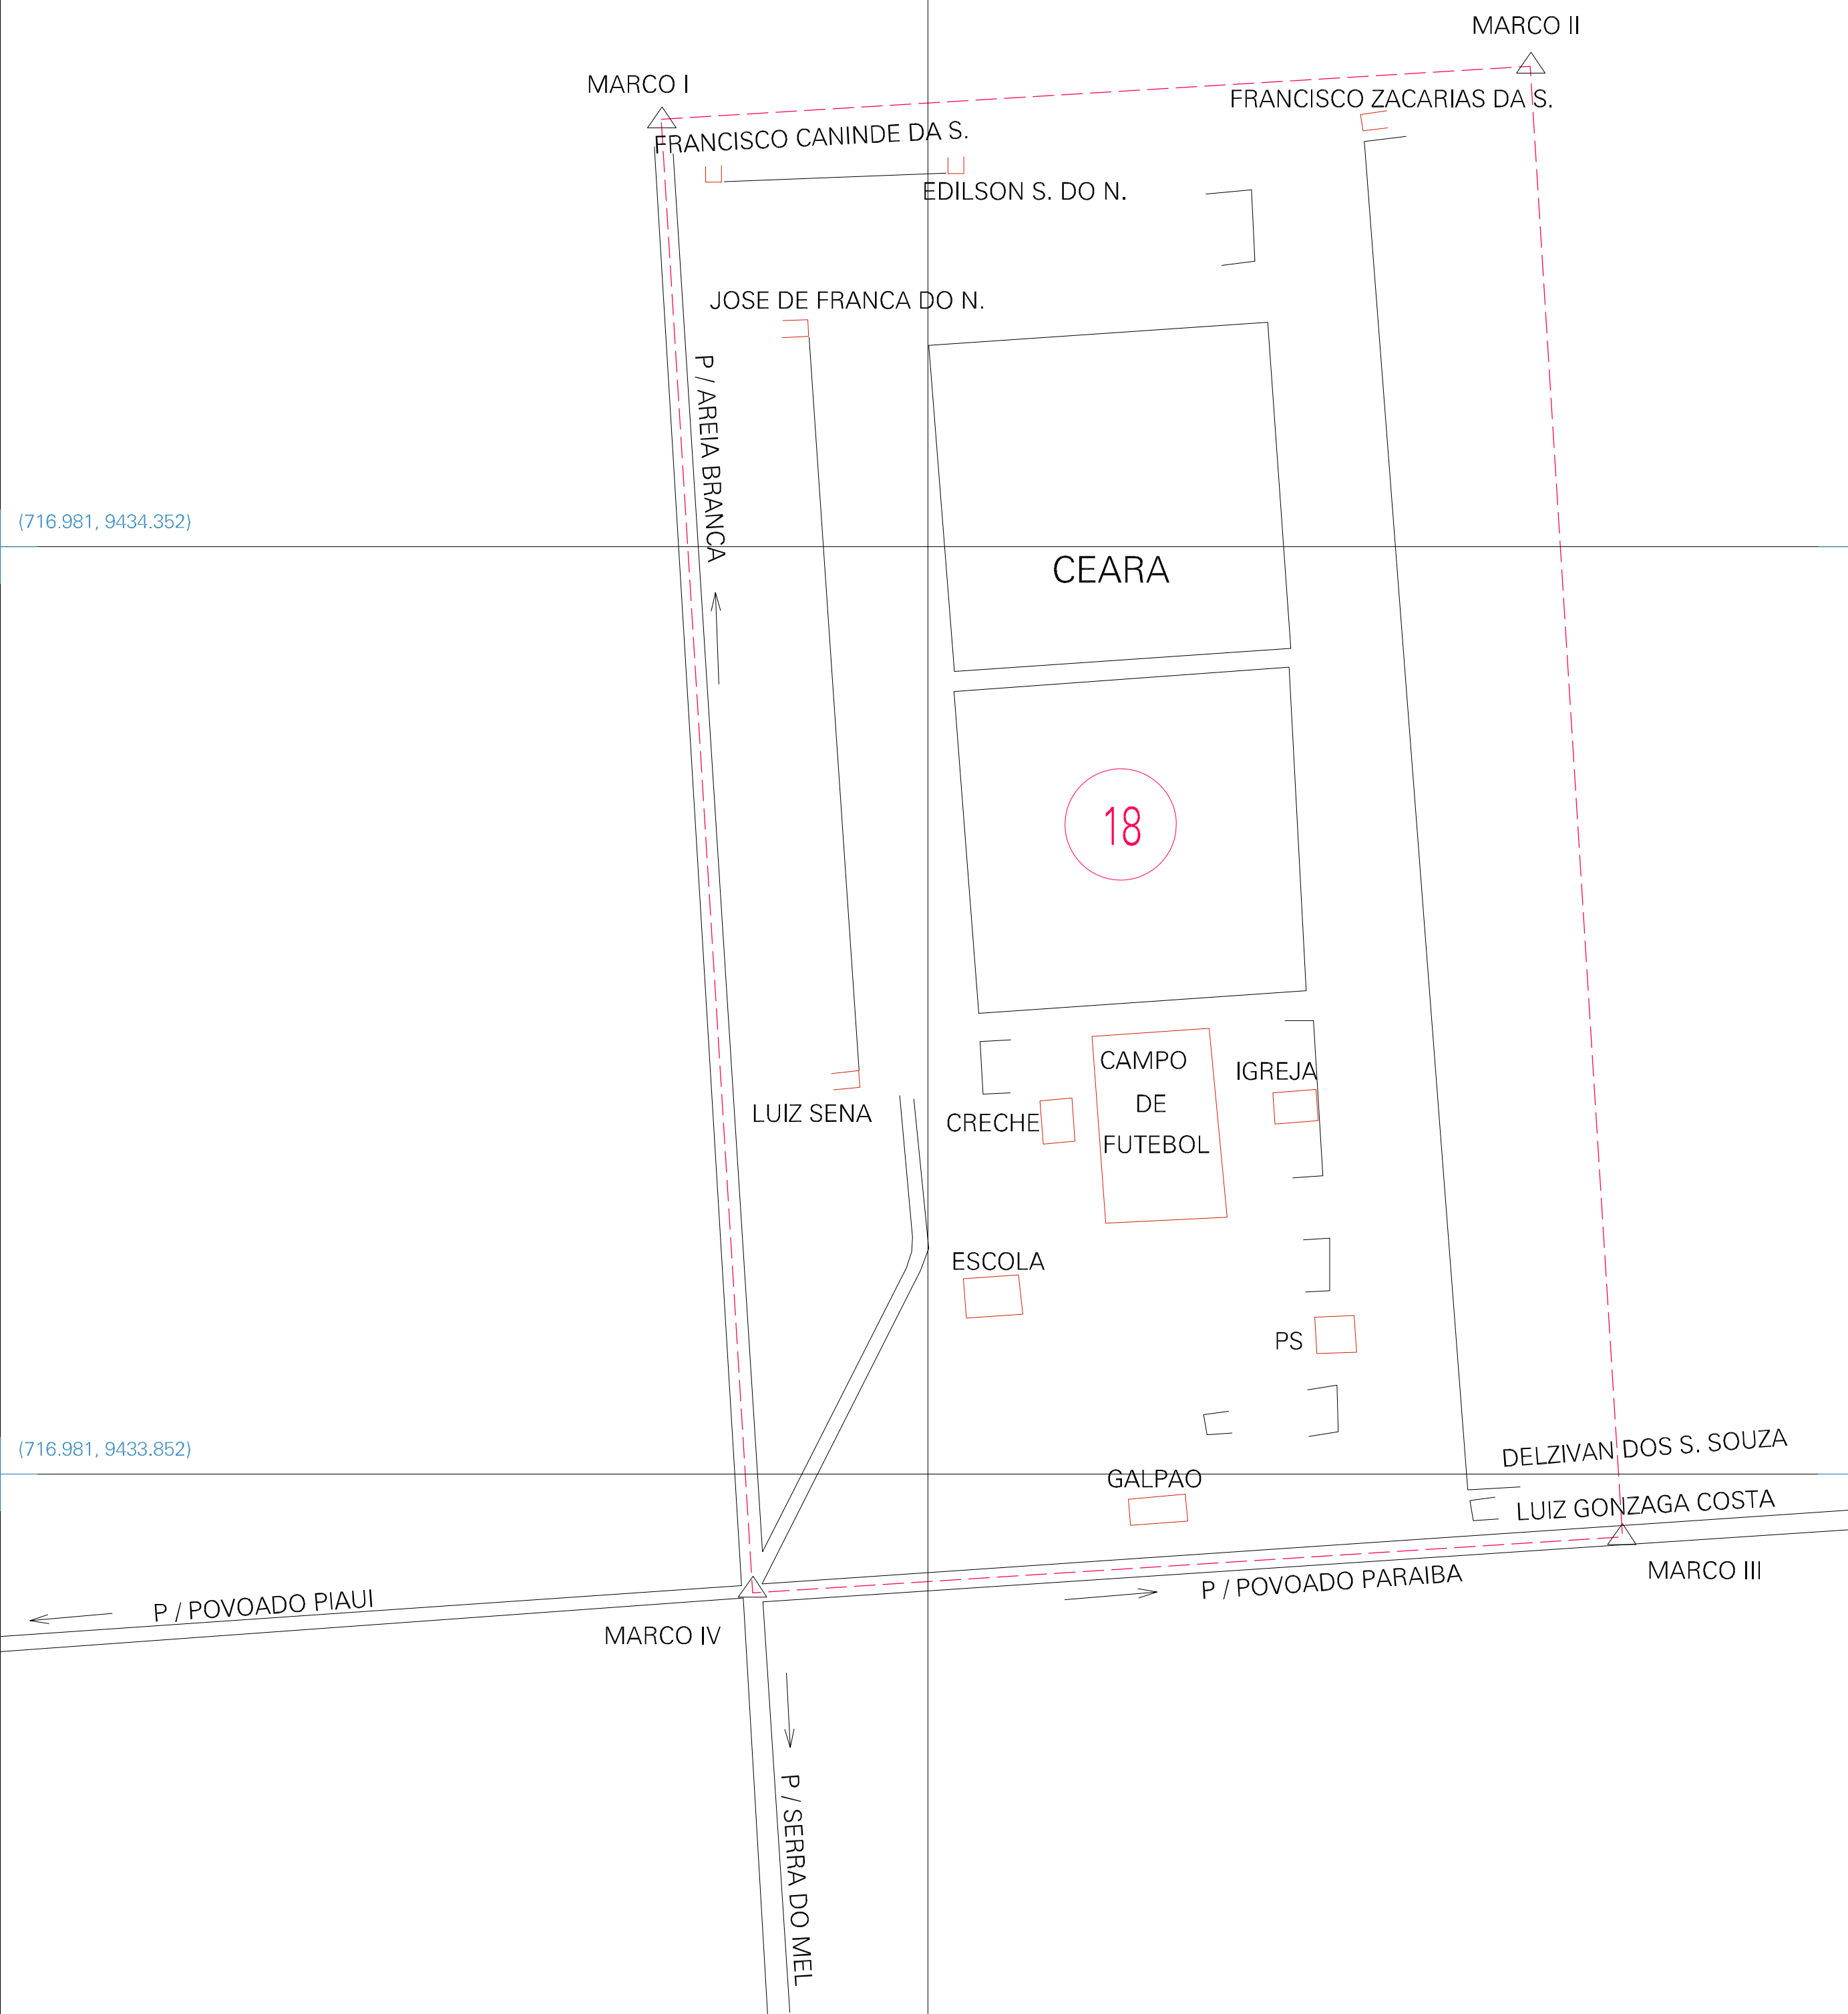 MARCO II
MARCO I
FRANCISCO ZACARIAS DA S.
FRANCISCO CANINDE DA S.
EDILSON S. DO N.
JOSE DE FRANCA DO N.
P / AREIA BRANCA
(716.981, 9434.352)
CEARA
18
CAMPO
DE
FUTEBOL
IGREJA
LUIZ SENA
CRECHE
ESCOLA
PS
(716.981, 9433.852)
DELZIVAN DOS S. SOUZA
GALPAO
LUIZ GONZAGA COSTA
MARCO III
P / POVOADO PARAIBA
P / POVOADO PIAUI
MARCO IV
P / SERRA DO MEL